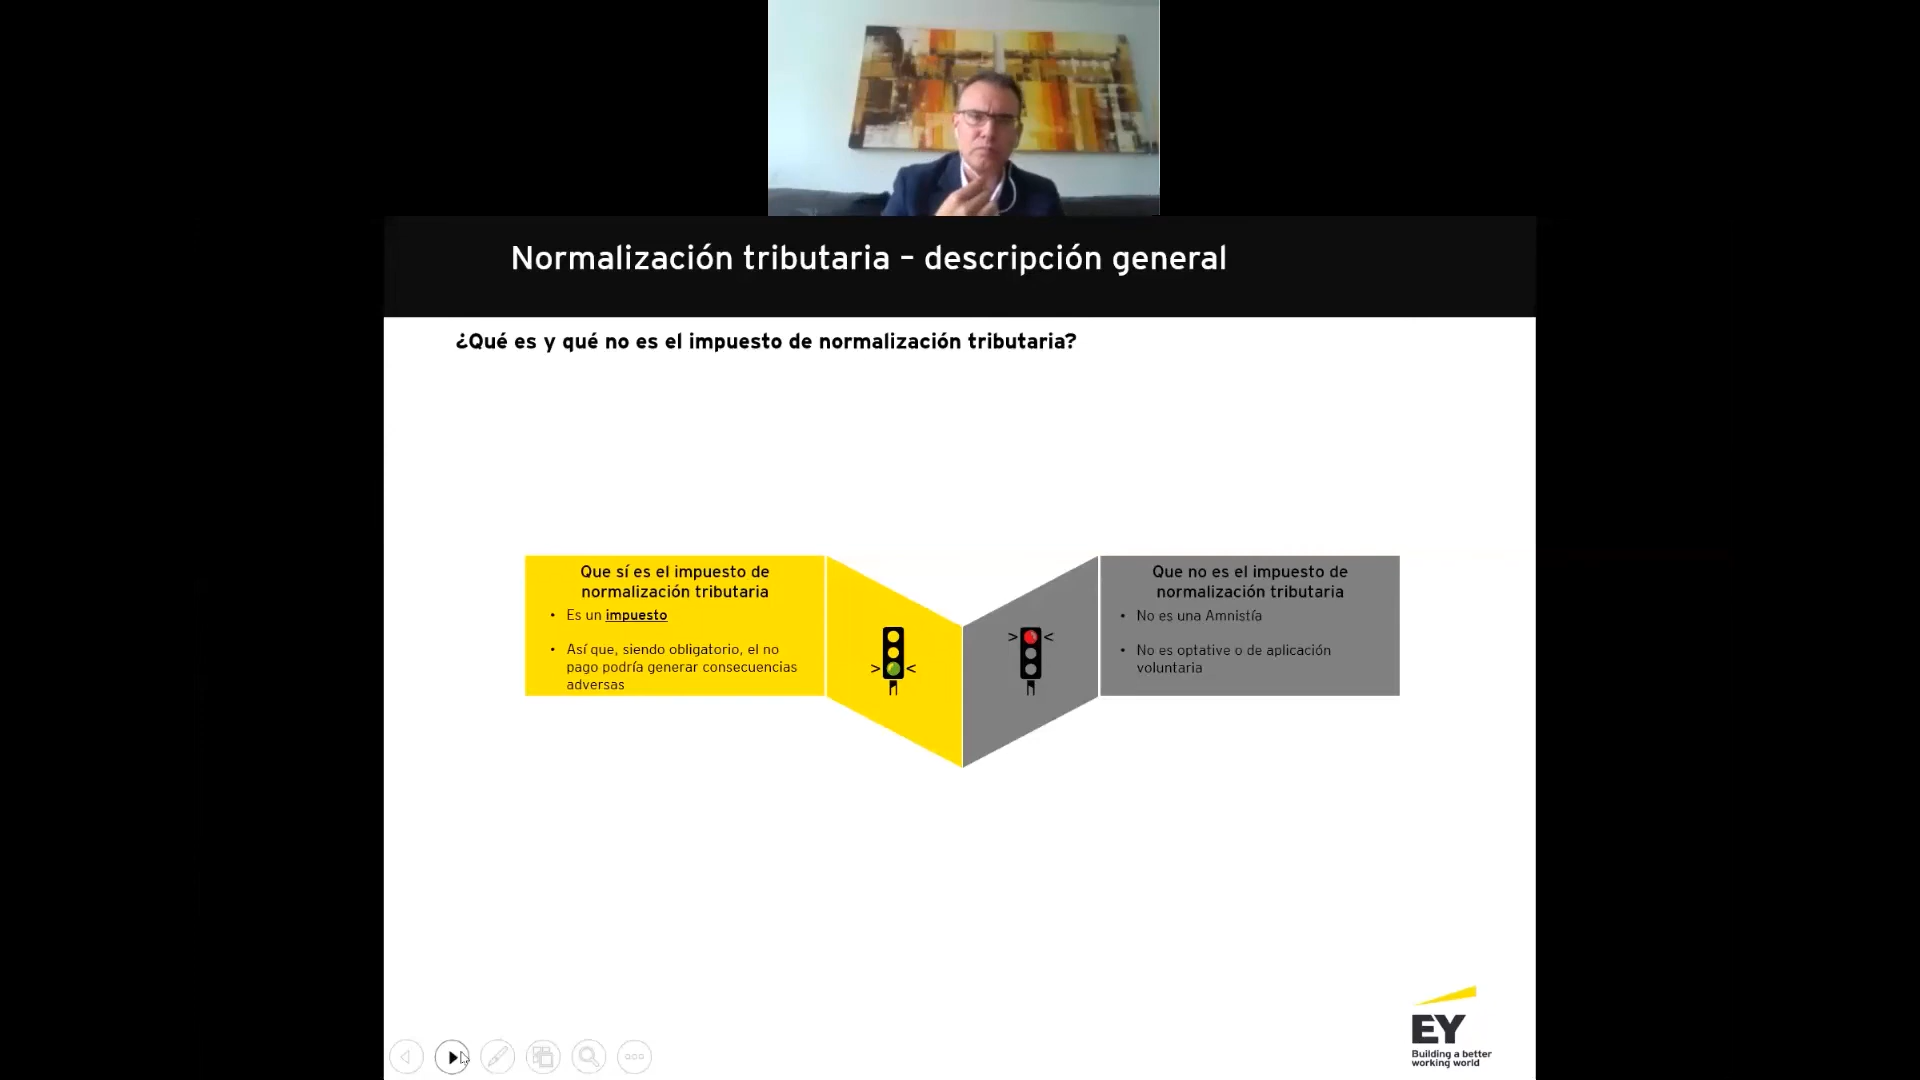 Normalización tributaria – descripción general
¿Qué es y qué no es el impuesto de normalización tributaria?
Que sí es el impuesto de
normalización tributaria
• Es un impuesto
• Así que, siendo obligatorio, el no
pago podría generar consecuencias
adversas
> <
> <
Que no es el impuesto de
normalización tributaria
• No es una Amnistía
• No es optative o de aplicación
voluntaria
EY
Building a better
working world